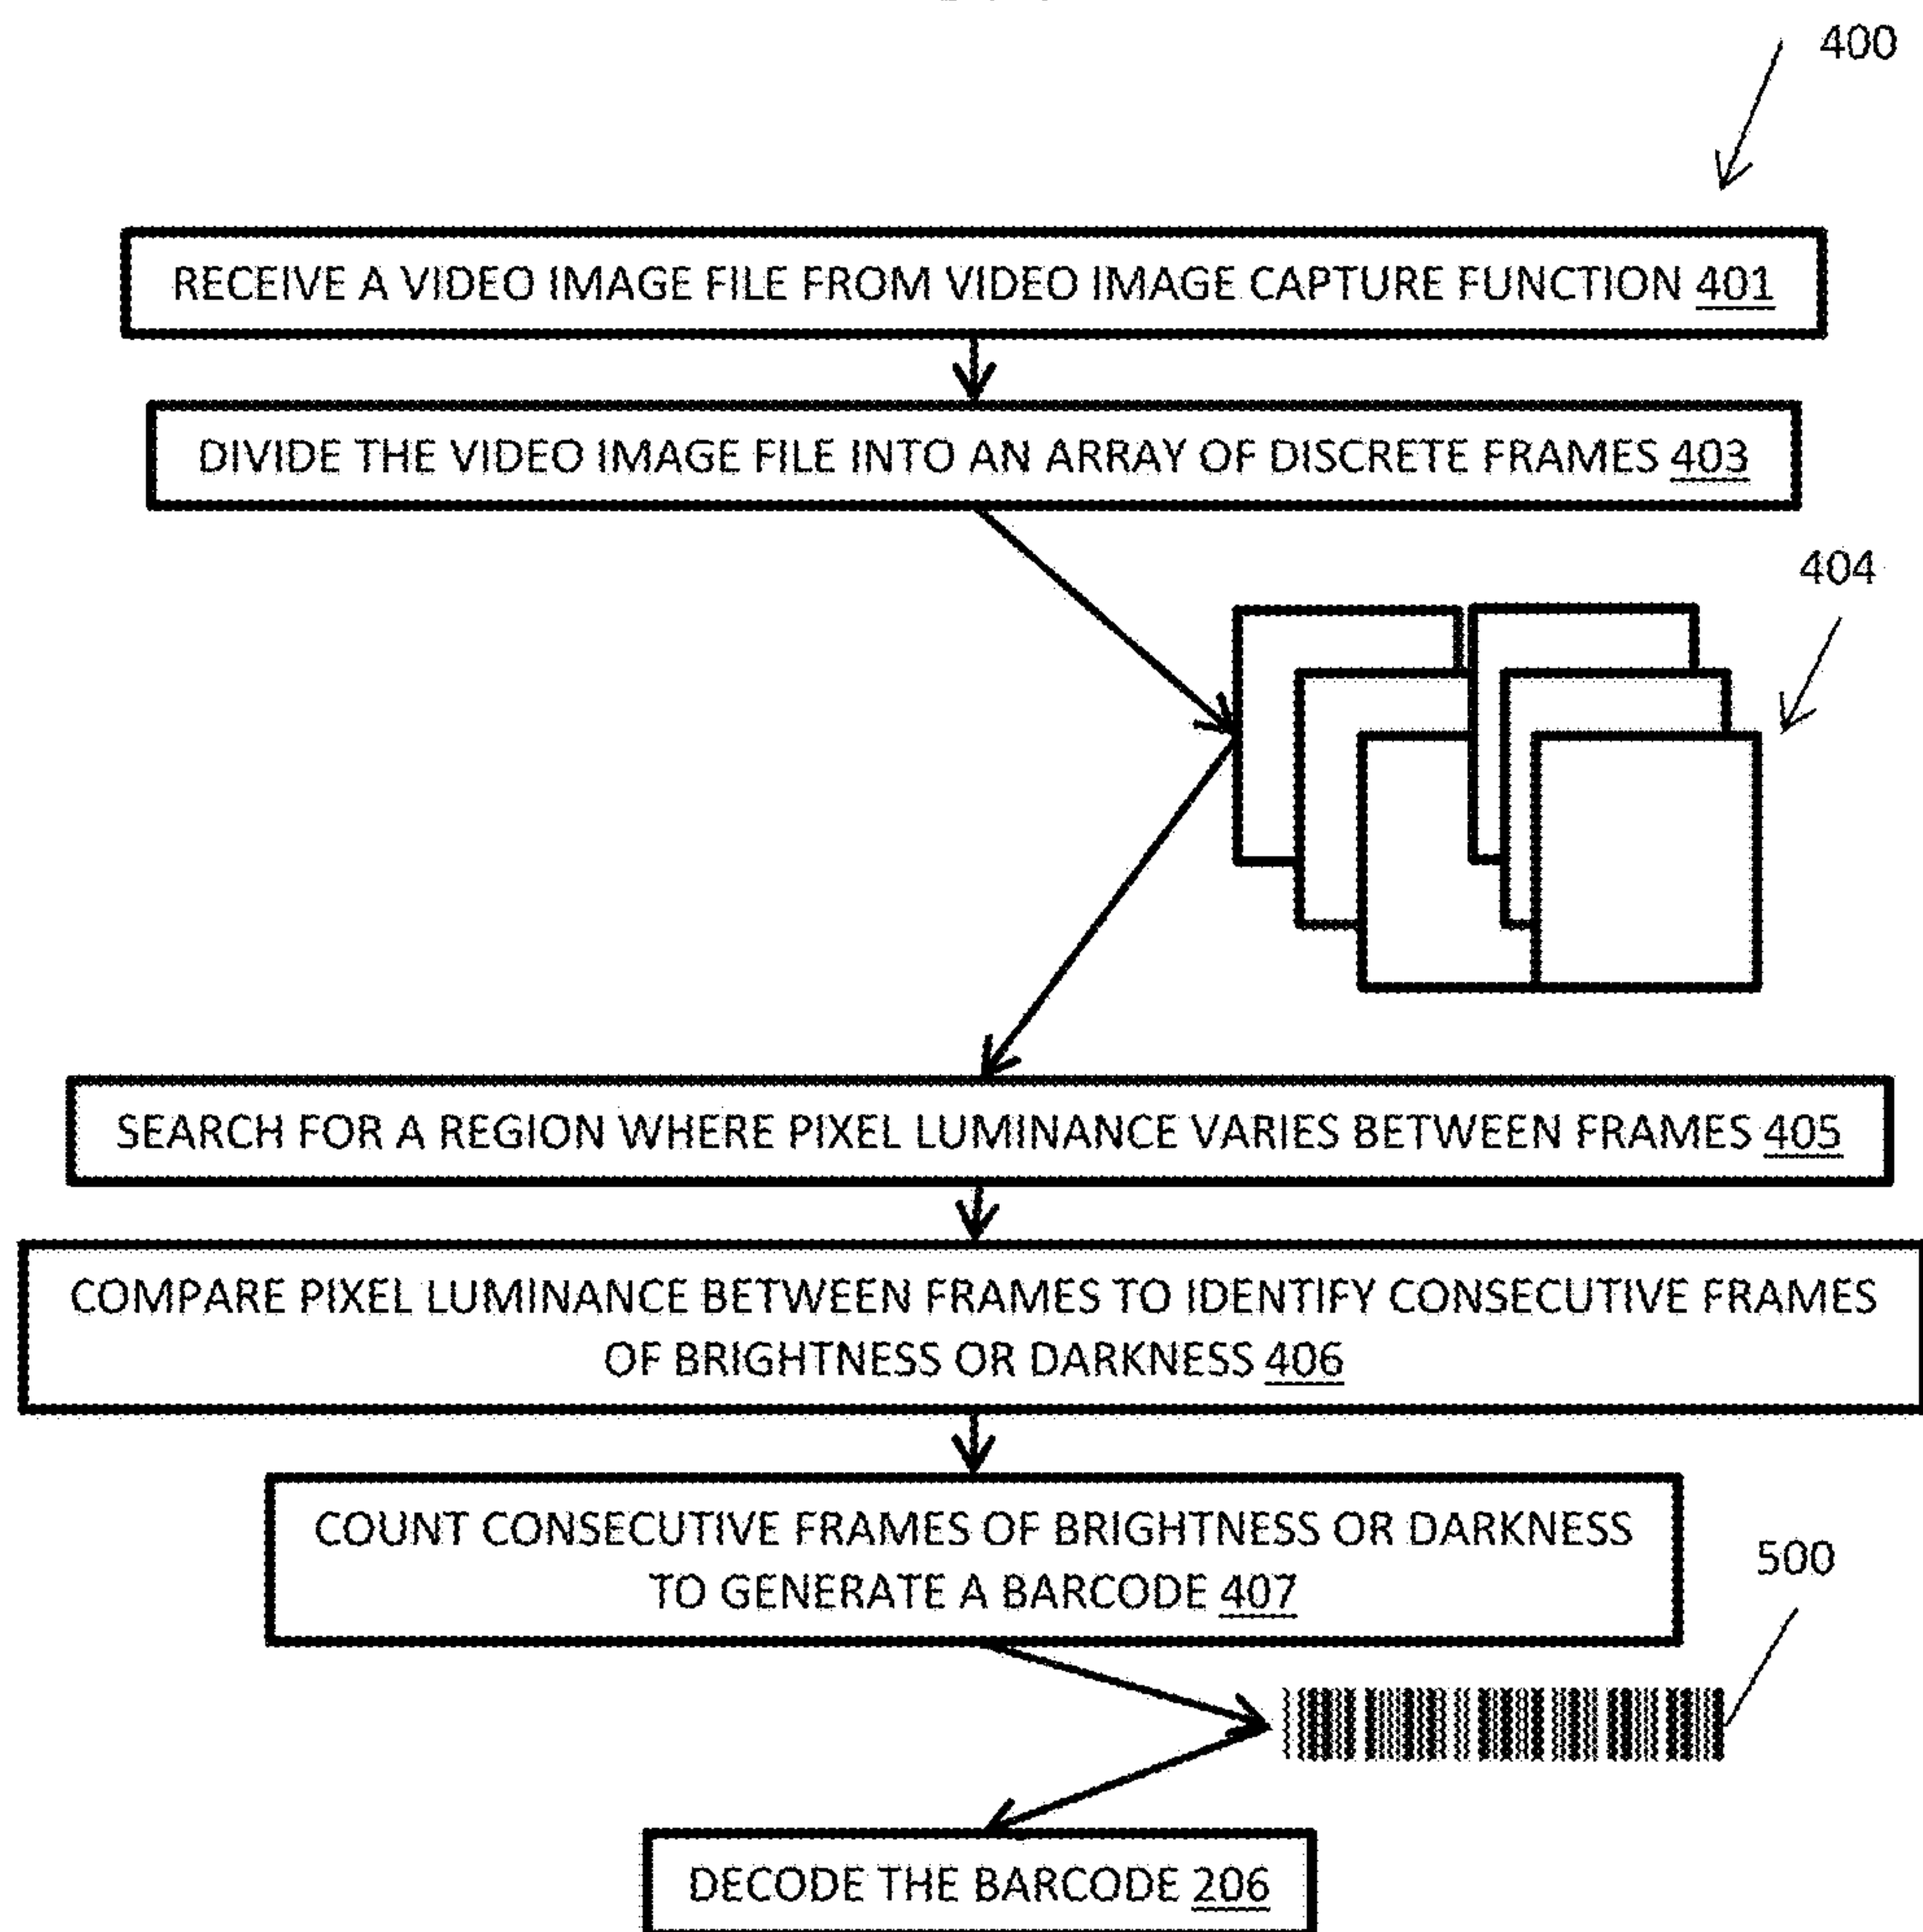 400
RECEIVE A VIDEO IMAGE FILE FROM VIDEO IMAGE CAPTURE FUNCTION 401
DIVIDE THE VIDEO IMAGE FILE INTO AN ARRAY OF DISCRETE FRAMES 403
404
SEARCH FOR A REGION WHERE PIXEL LUMINANCE VARIES BETWEEN FRAMES 405
COMPARE PIXEL LUMINANCE BETWEEN FRAMES TO IDENTIFY CONSECUTIVE FRAMES
OF BRIGHTNESS OR DARKNESS 406
COUNT CONSECUTIVE FRAMES OF BRIGHTNESS OR DARKNESS
TO GENERATE A BARCODE 407
500
DECODE THE BARCODE 206